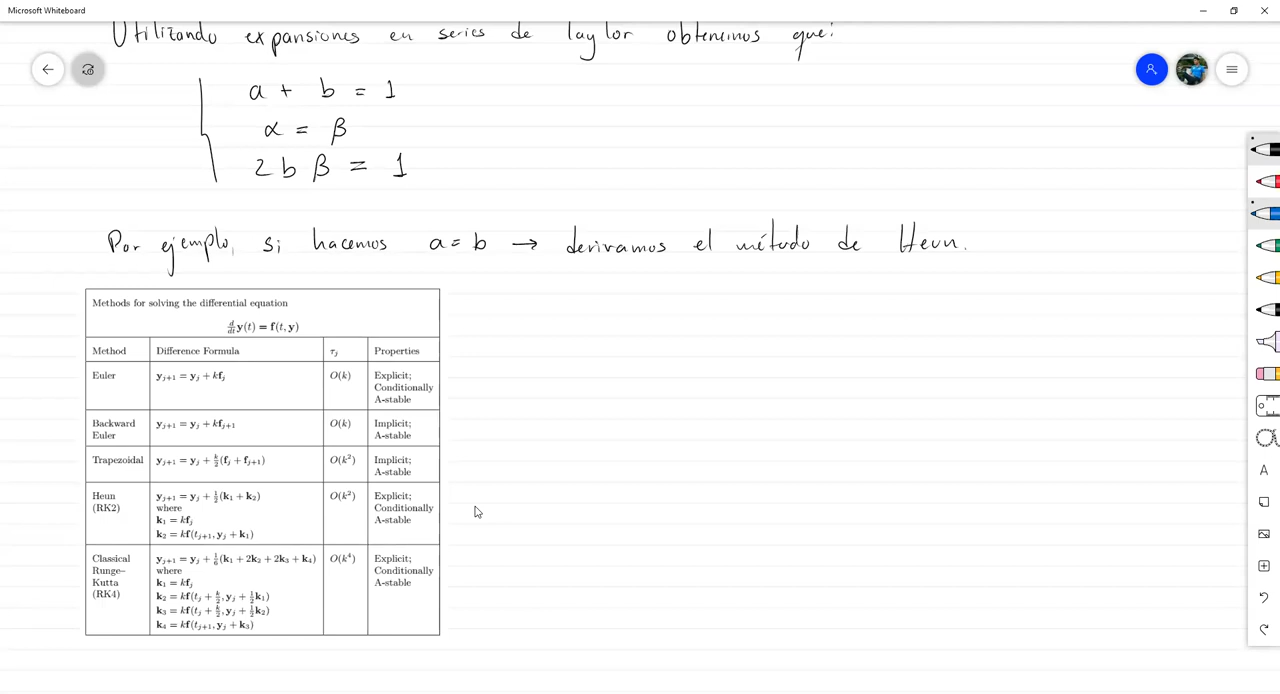 Microsoft Whiteboard
Utilizando expansiones en series de Taylor obtenemos que:
a + b = 1
α = β
2 b β = 1
Por ejemplo, si hacemos a = b → derivamos el método de Heun.
Methods for solving the differential equation
d/dt y(t) = f(t, y)
Method Difference Formula τⱼ Properties
Euler yⱼ₊₁ = yⱼ + kfⱼ O(k) Explicit;
Conditionally
A-stable
Backward yⱼ₊₁ = yⱼ + kfⱼ₊₁ O(k) Implicit;
Euler A-stable
Trapezoidal yⱼ₊₁ = yⱼ + k/2(fⱼ + fⱼ₊₁) O(k²) Implicit;
A-stable
Heun yⱼ₊₁ = yⱼ + 1/2(k₁ + k₂) O(k²) Explicit;
(RK2) where Conditionally
k₁ = kfⱼ A-stable
k₂ = kf(tⱼ₊₁, yⱼ + k₁)
Classical yⱼ₊₁ = yⱼ + 1/6(k₁ + 2k₂ + 2k₃ + k₄) O(k⁴) Explicit;
Runge– where Conditionally
Kutta k₁ = kfⱼ A-stable
(RK4) k₂ = kf(tⱼ + k/2, yⱼ + 1/2k₁)
k₃ = kf(tⱼ + k/2, yⱼ + 1/2k₂)
k₄ = kf(tⱼ₊₁, yⱼ + k₃)